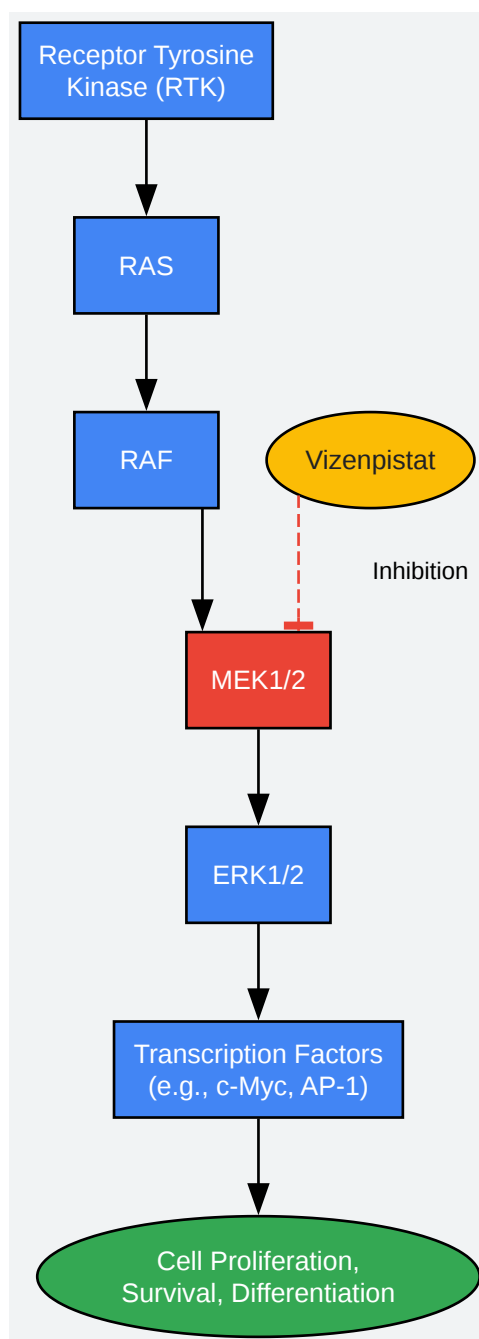 Receptor Tyrosine
Kinase (RTK)
RAS
RAF
Vizenpistat
Inhibition
MEK1/2
ERK1/2
Transcription Factors
(e.g., c-Myc, AP-1)
Cell Proliferation,
Survival, Differentiation